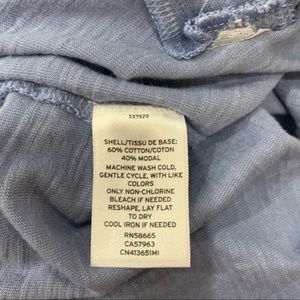 XX7529
SHELL/TISSU DE BASE:
60% COTTON/COTON
40% MODAL
MACHINE WASH COLD,
GENTLE CYCLE, WITH LIKE
COLORS
ONLY NON-CHLORINE
BLEACH IF NEEDED
RESHAPE, LAY FLAT
TO DRY
COOL IRON IF NEEDED
RN58665
CA57963
CN413651MI